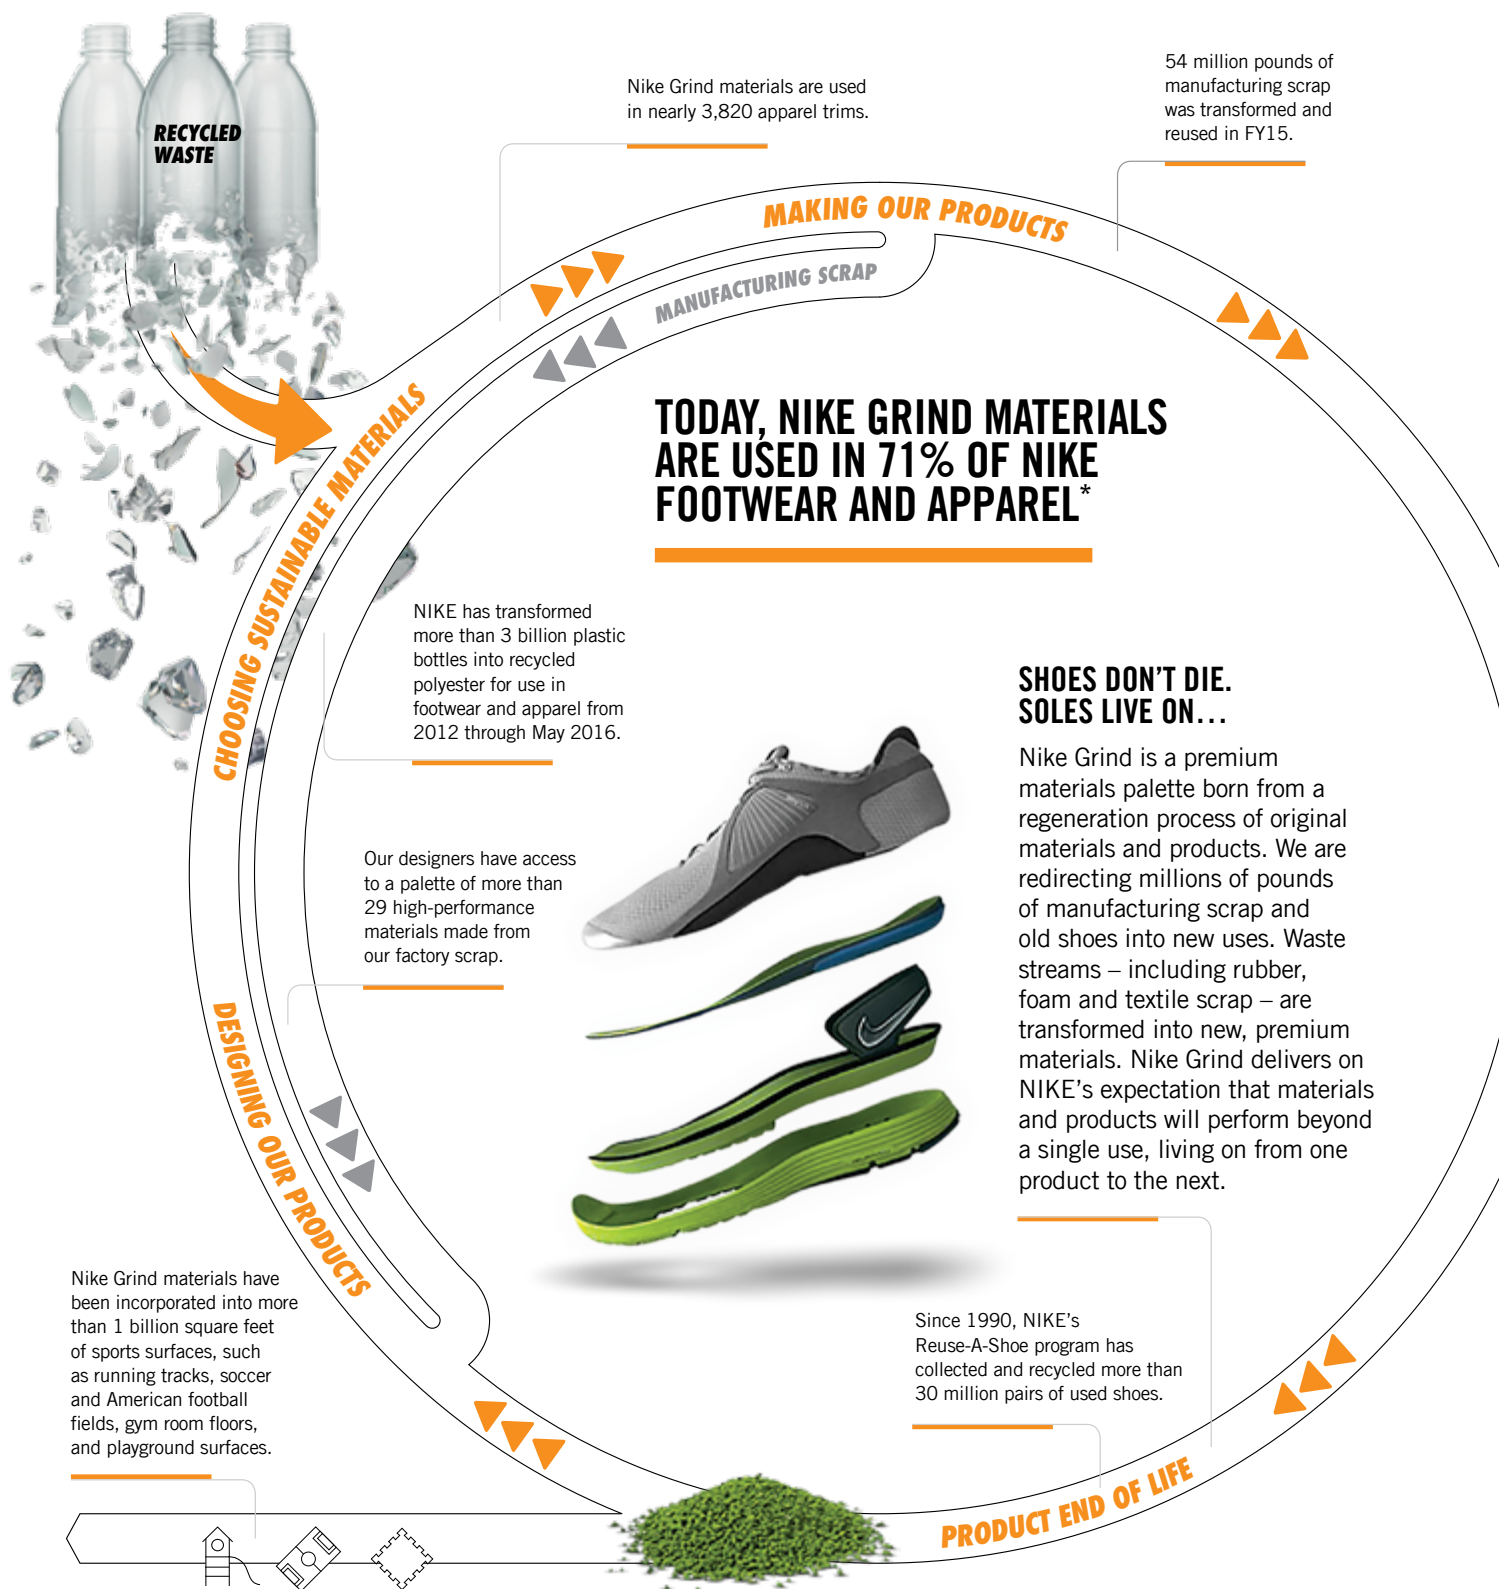 RECYCLED
WASTE
Nike Grind materials are used
in nearly 3,820 apparel trims.
54 million pounds of
manufacturing scrap
was transformed and
reused in FY15.
MAKING OUR PRODUCTS
MANUFACTURING SCRAP
CHOOSING SUSTAINABLE MATERIALS
TODAY, NIKE GRIND MATERIALS
ARE USED IN 71% OF NIKE
FOOTWEAR AND APPAREL*
NIKE has transformed
more than 3 billion plastic
bottles into recycled
polyester for use in
footwear and apparel from
2012 through May 2016.
SHOES DON'T DIE.
SOLES LIVE ON...
Nike Grind is a premium
materials palette born from a
regeneration process of original
materials and products. We are
redirecting millions of pounds
of manufacturing scrap and
old shoes into new uses. Waste
streams – including rubber,
foam and textile scrap – are
transformed into new, premium
materials. Nike Grind delivers on
NIKE's expectation that materials
and products will perform beyond
a single use, living on from one
product to the next.
Our designers have access
to a palette of more than
29 high-performance
materials made from
our factory scrap.
DESIGNING OUR PRODUCTS
Nike Grind materials have
been incorporated into more
than 1 billion square feet
of sports surfaces, such
as running tracks, soccer
and American football
fields, gym room floors,
and playground surfaces.
Since 1990, NIKE's
Reuse-A-Shoe program has
collected and recycled more than
30 million pairs of used shoes.
PRODUCT END OF LIFE